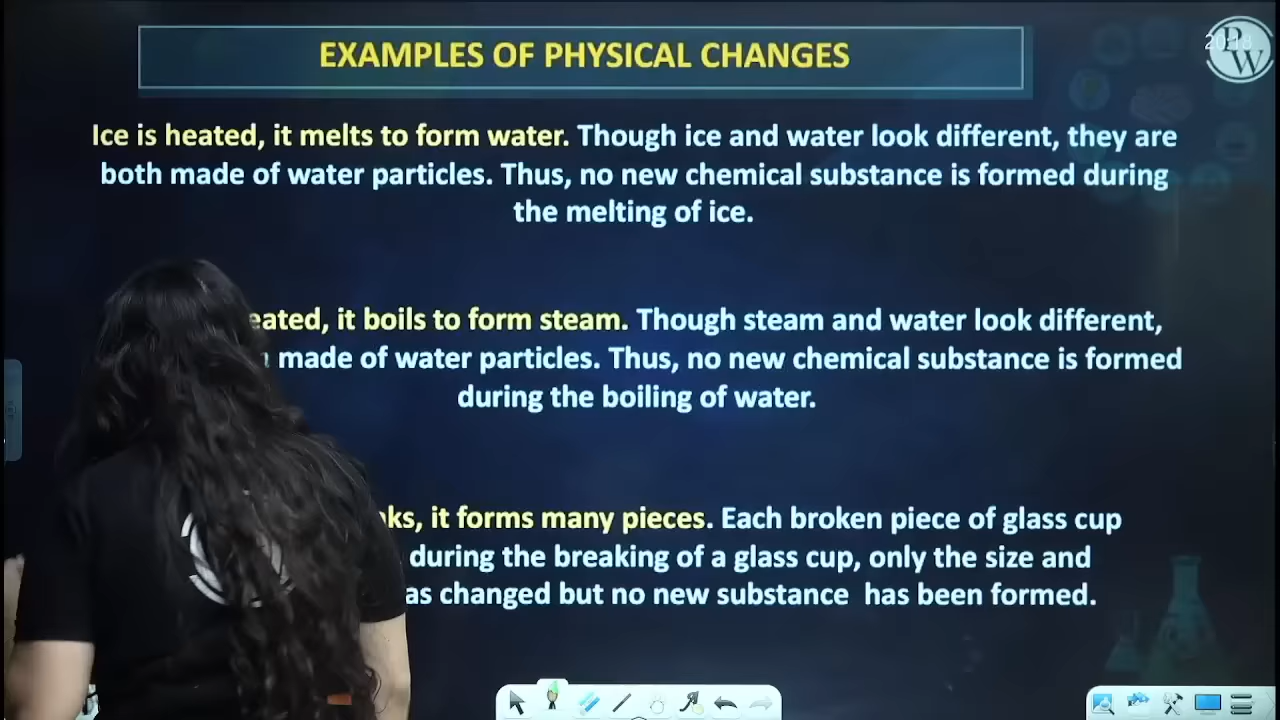 EXAMPLES OF PHYSICAL CHANGES
PW
Ice is heated, it melts to form water. Though ice and water look different, they are
both made of water particles. Thus, no new chemical substance is formed during
the melting of ice.
eated, it boils to form steam. Though steam and water look different,
made of water particles. Thus, no new chemical substance is formed
during the boiling of water.
ks, it forms many pieces. Each broken piece of glass cup
during the breaking of a glass cup, only the size and
as changed but no new substance has been formed.